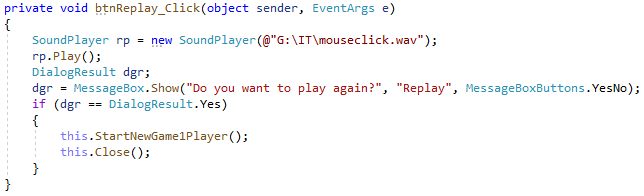 private void btnReplay_Click(object sender, EventArgs e)
{
SoundPlayer rp = new SoundPlayer(@"G:\IT\mouseclick.wav");
rp.Play();
DialogResult dgr;
dgr = MessageBox.Show("Do you want to play again?", "Replay", MessageBoxButtons.YesNo);
if (dgr == DialogResult.Yes)
{
this.StartNewGame1Player();
this.Close();
}
}